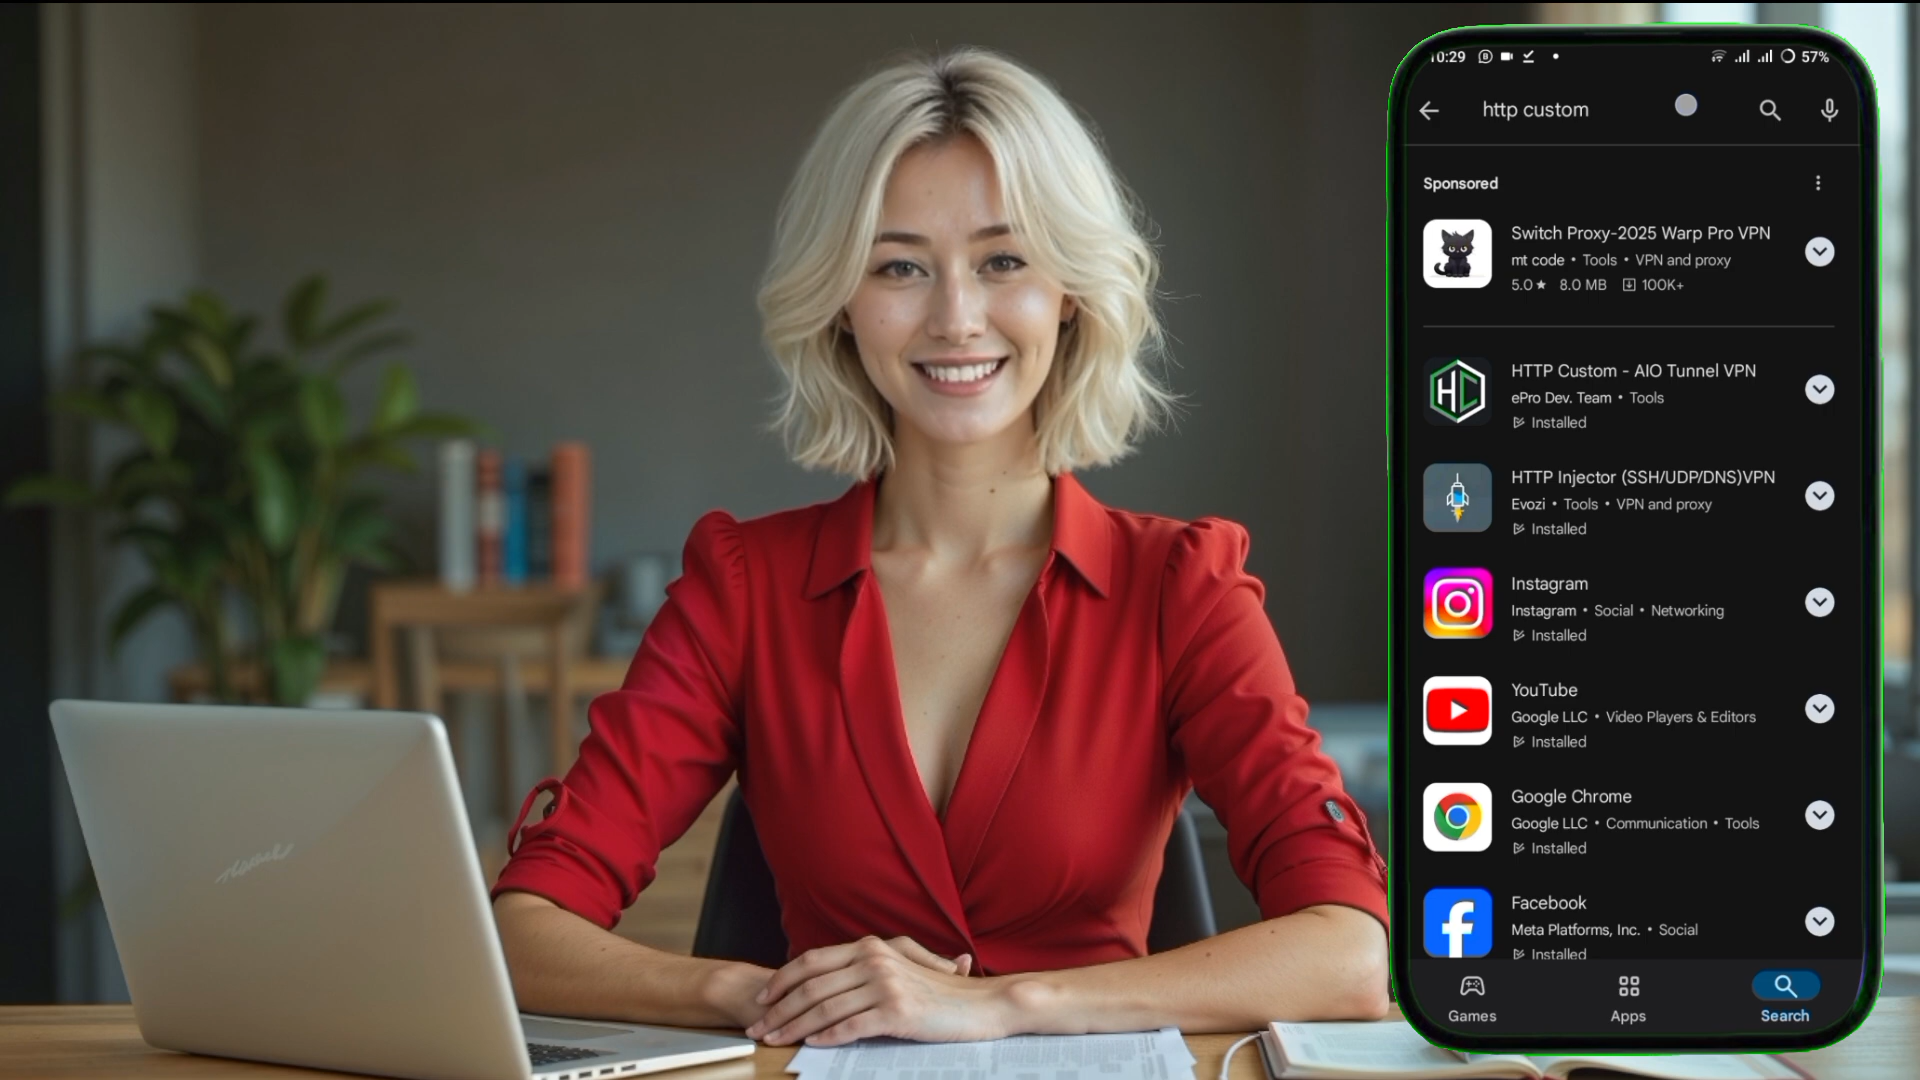 10:29 57%
http custom
Sponsored
Switch Proxy-2025 Warp Pro VPN
mt code • Tools • VPN and proxy
5.0★ 8.0 MB 100K+
HC
HTTP Custom - AIO Tunnel VPN
ePro Dev. Team • Tools
Installed
HTTP Injector (SSH/UDP/DNS)VPN
Evozi • Tools • VPN and proxy
Installed
Instagram
Instagram • Social • Networking
Installed
YouTube
Google LLC • Video Players & Editors
Installed
Google Chrome
Google LLC • Communication • Tools
Installed
Facebook
Meta Platforms, Inc. • Social
Installed
Games Apps Search